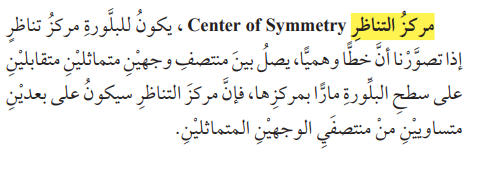 مركزُ التناظرِ Center of Symmetry ، يكونُ للبلَّورةِ مركزُ تناظرٍ
إذا تصوَّرْنا أنَّ خطًّا وهميًّا، يصلُ بينَ منتصفِ وجهيْنِ متماثليْنِ متقابليْنِ
على سطحِ البلِّورةِ مارًّا بمركزِها، فإنَّ مركزَ التناظرِ سيكونُ على بعديْنِ
متساوييْنِ منْ منتصفَيِ الوجهيْنِ المتماثليْنِ.